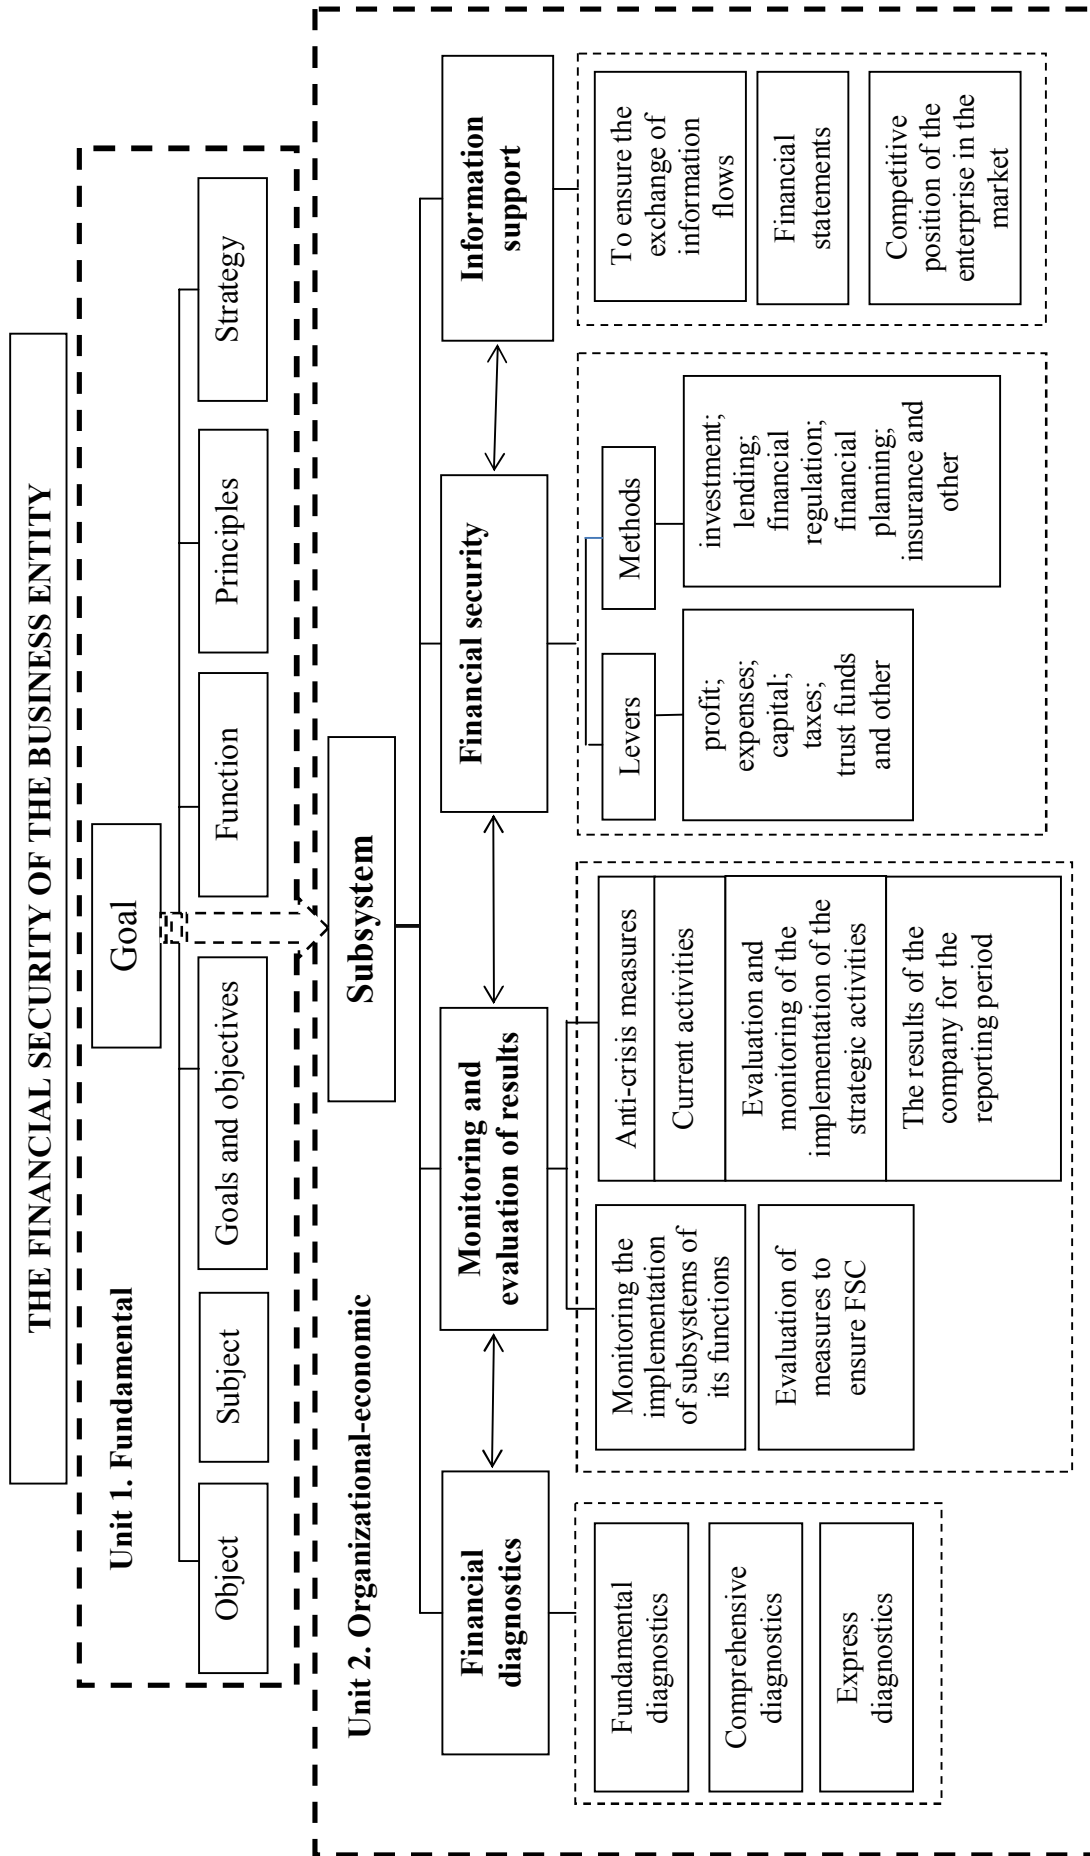 THE FINANCIAL SECURITY OF THE BUSINESS ENTITY
Unit 1. Fundamental
Goal
Object
Subject
Goals and objectives
Function
Principles
Strategy
Unit 2. Organizational-economic
Subsystem
Financial
diagnostics
Monitoring and
evaluation of results
Financial security
Information
support
Fundamental
diagnostics
Comprehensive
diagnostics
Express
diagnostics
Monitoring the
implementation
of subsystems of
its functions
Evaluation of
measures to
ensure FSC
Anti-crisis measures
Current activities
Evaluation and
monitoring of the
implementation of the
strategic activities
The results of the
company for the
reporting period
Levers
profit;
expenses;
capital;
taxes;
trust funds
and other
Methods
investment;
lending;
financial
regulation;
financial
planning;
insurance and
other
To ensure the
exchange of
information
flows
Financial
statements
Competitive
position of the
enterprise in the
market